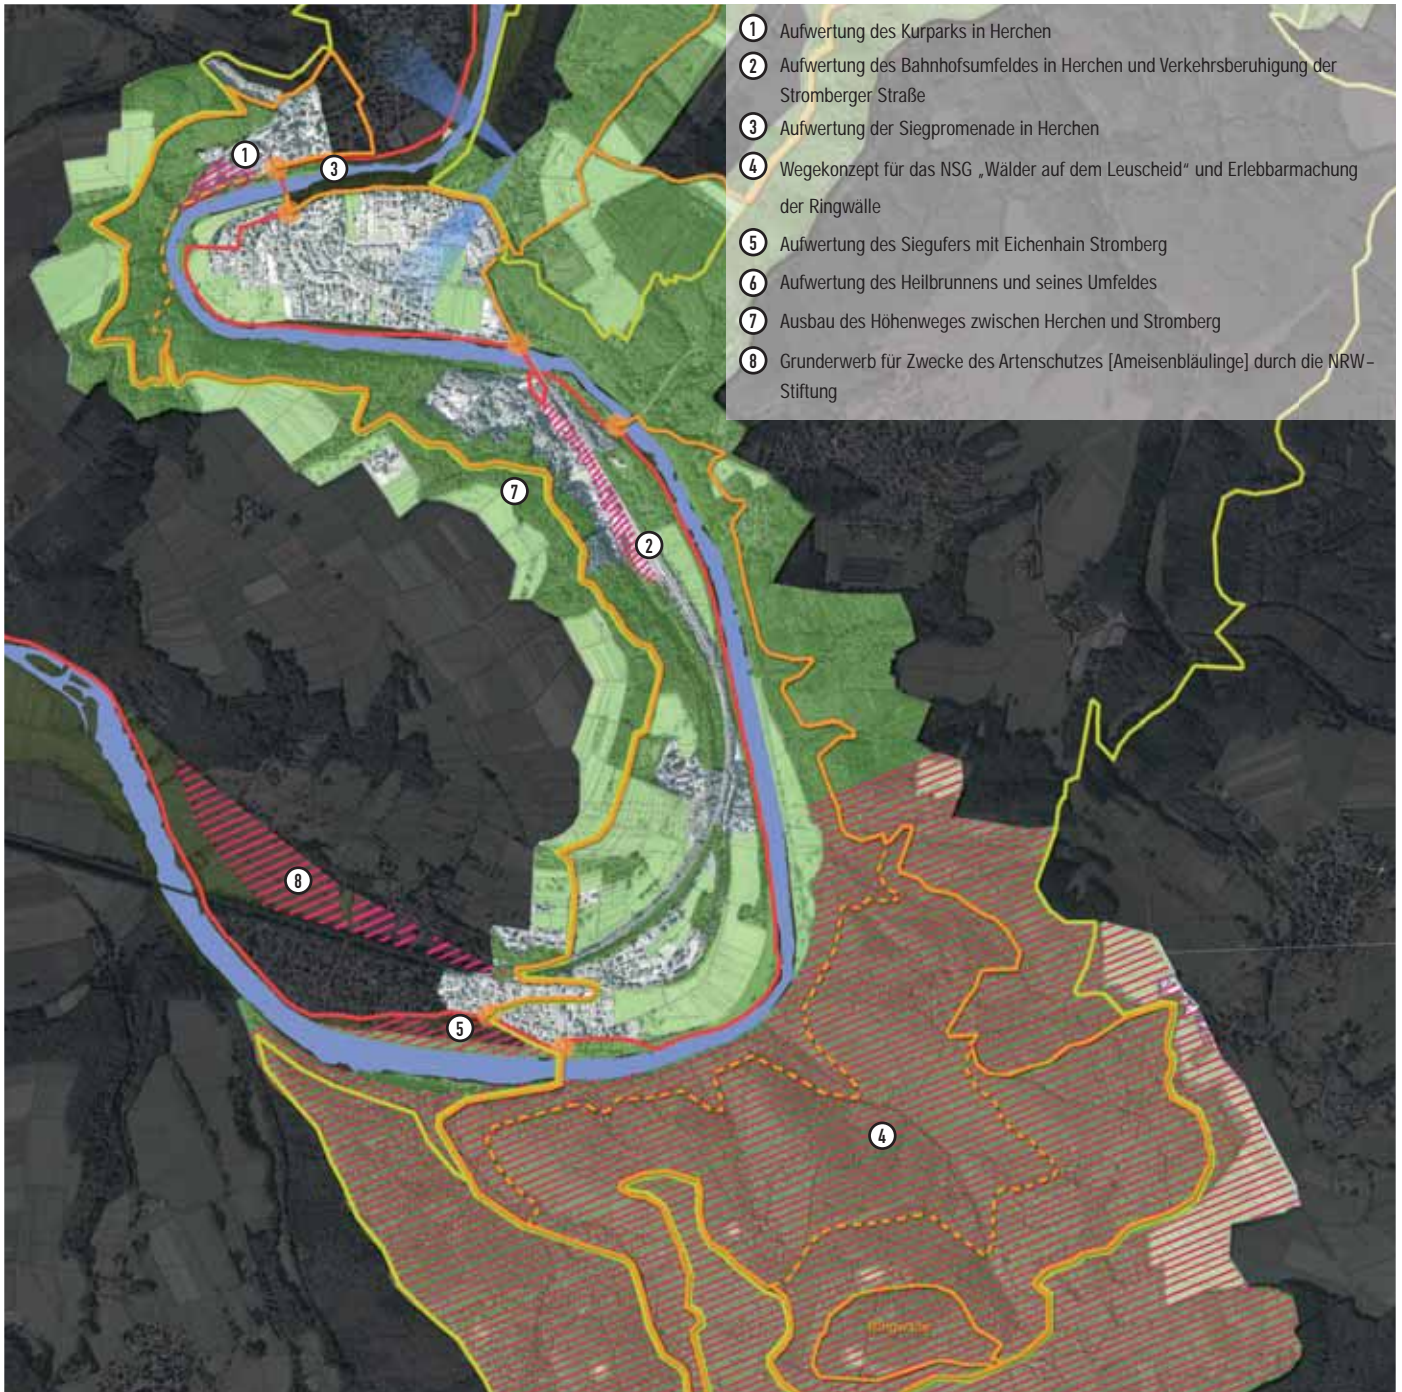 1 Aufwertung des Kurparks in Herchen
2 Aufwertung des Bahnhofsumfeldes in Herchen und Verkehrsberuhigung der
Stromberger Straße
3 Aufwertung der Siegpromenade in Herchen
4 Wegekonzept für das NSG „Wälder auf dem Leuscheid“ und Erlebbarmachung
der Ringwälle
5 Aufwertung des Siegufers mit Eichenhain Stromberg
6 Aufwertung des Heilbrunnens und seines Umfeldes
7 Ausbau des Höhenweges zwischen Herchen und Stromberg
8 Grunderwerb für Zwecke des Artenschutzes [Ameisenbläulinge] durch die NRW–
Stiftung
1
3
7
2
8
5
4
Ringwälle